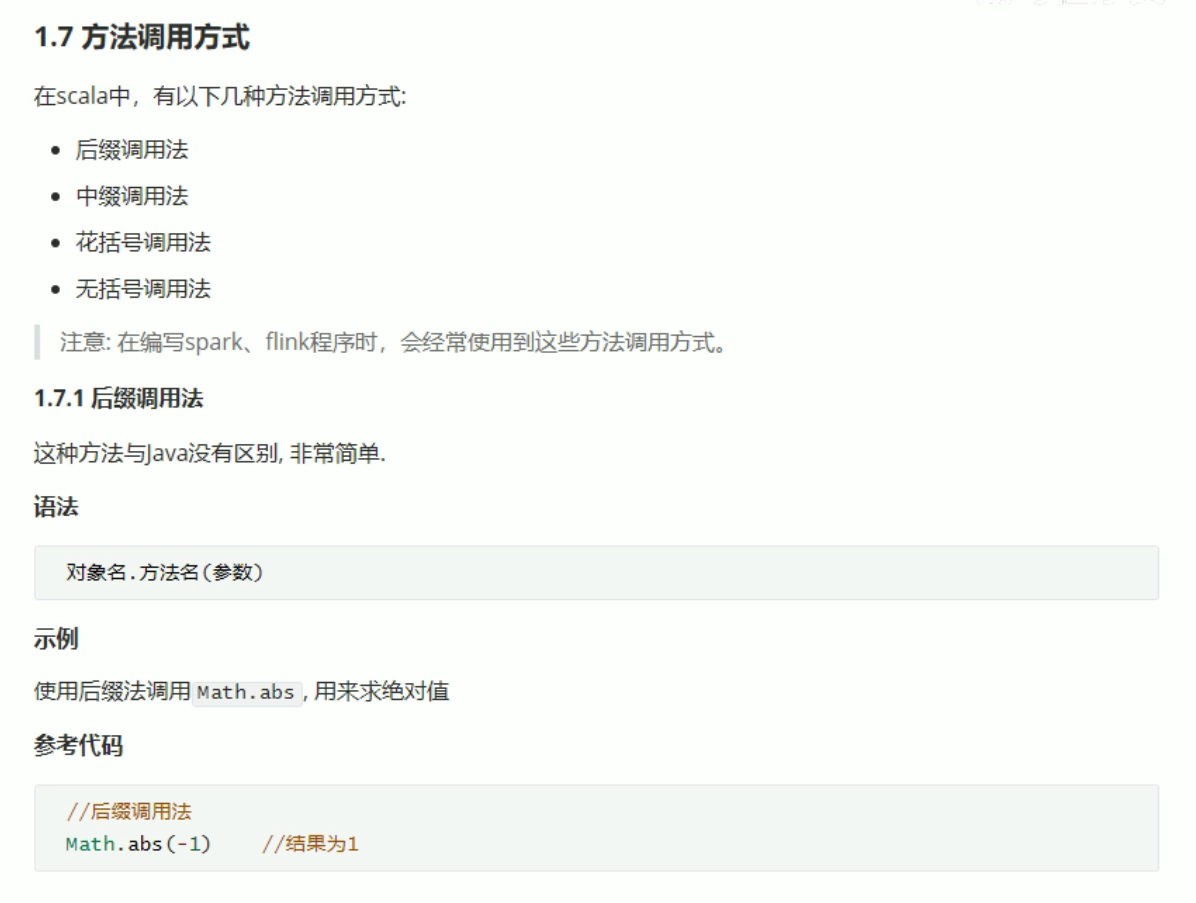 1.7 方法调用方式
在scala中，有以下几种方法调用方式:
后缀调用法
中缀调用法
花括号调用法
无括号调用法
注意: 在编写spark、flink程序时，会经常使用到这些方法调用方式。
1.7.1 后缀调用法
这种方法与Java没有区别, 非常简单.
语法
对象名.方法名(参数)
示例
使用后缀法调用Math.abs, 用来求绝对值
参考代码
//后缀调用法
Math.abs(-1)    //结果为1